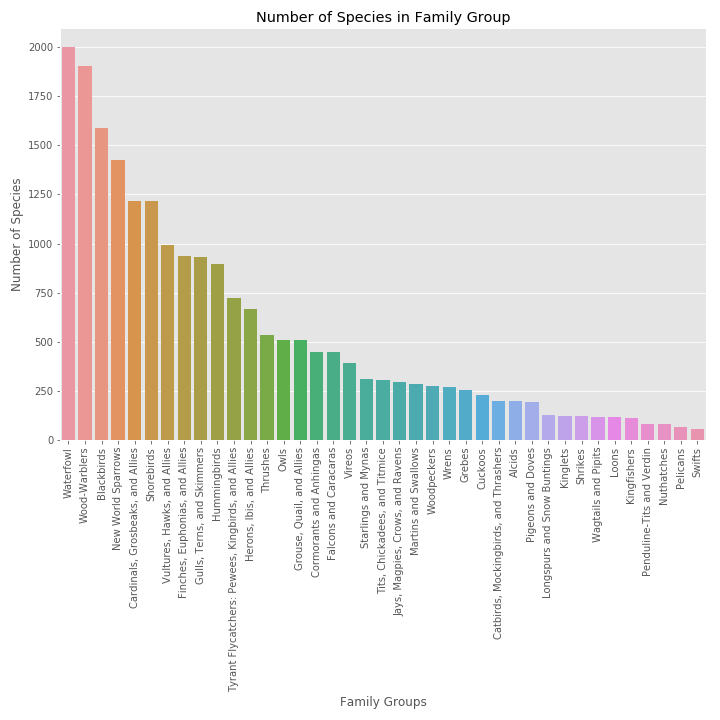 Number of Species in Family Group
Number of Species
2000
1750
1500
1250
1000
750
500
250
0
Waterfowl
Wood-Warblers
Blackbirds
New World Sparrows
Cardinals, Grosbeaks, and Allies
Shorebirds
Vultures, Hawks, and Allies
Finches, Euphonias, and Allies
Gulls, Terns, and Skimmers
Hummingbirds
Tyrant Flycatchers: Pewees, Kingbirds, and Allies
Herons, Ibis, and Allies
Thrushes
Owls
Grouse, Quail, and Allies
Cormorants and Anhingas
Falcons and Caracaras
Vireos
Starlings and Mynas
Tits, Chickadees, and Titmice
Jays, Magpies, Crows, and Ravens
Martins and Swallows
Woodpeckers
Wrens
Grebes
Cuckoos
Catbirds, Mockingbirds, and Thrashers
Alcids
Pigeons and Doves
Longspurs and Snow Buntings
Kinglets
Shrikes
Wagtails and Pipits
Loons
Kingfishers
Penduline-Tits and Verdin
Nuthatches
Pelicans
Swifts
Family Groups